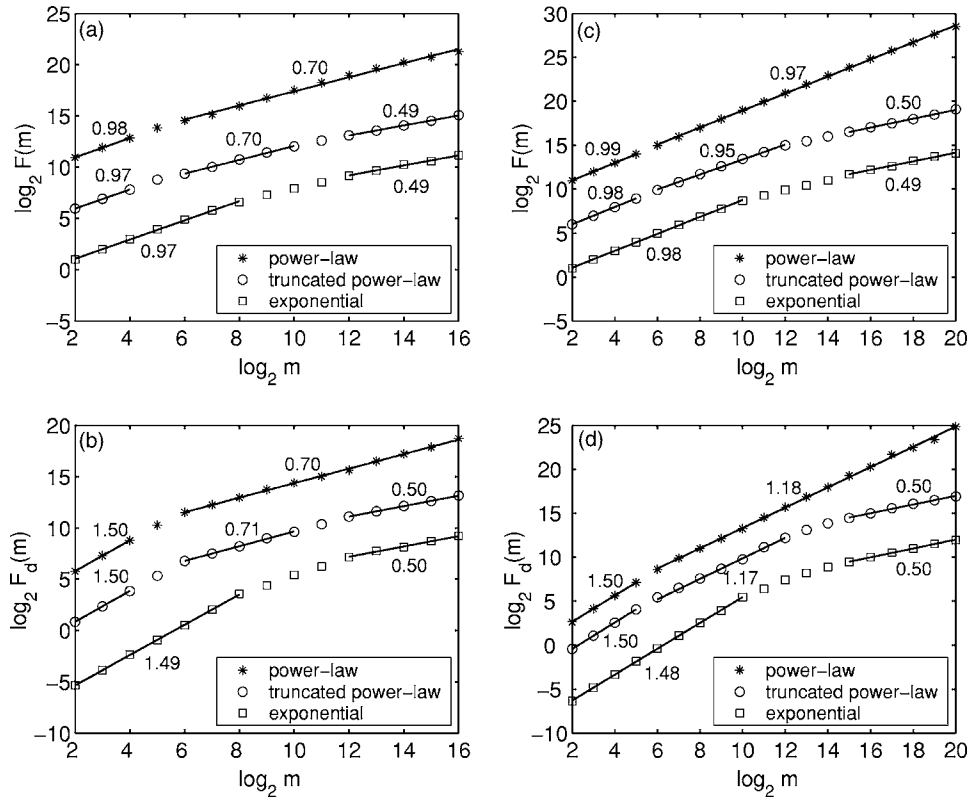 (a)
25
20
15
10
5
0
−5
log2 F(m)
0.98
0.70
0.97
0.70
0.49
0.97
0.49
power−law
truncated power−law
exponential
2 4 6 8 10 12 14 16
log2 m
(c)
30
25
20
15
10
5
0
−5
log2 F(m)
0.99
0.97
0.98
0.95
0.50
0.98
0.49
power−law
truncated power−law
exponential
2 4 6 8 10 12 14 16 18 20
log2 m
(b)
20
15
10
5
0
−5
−10
log2 Fd(m)
1.50
0.70
1.50
0.71
0.50
1.49
0.50
power−law
truncated power−law
exponential
2 4 6 8 10 12 14 16
log2 m
(d)
25
20
15
10
5
0
−5
−10
log2 Fd(m)
1.50
1.18
1.50
1.17
0.50
1.48
0.50
power−law
truncated power−law
exponential
2 4 6 8 10 12 14 16 18 20
log2 m